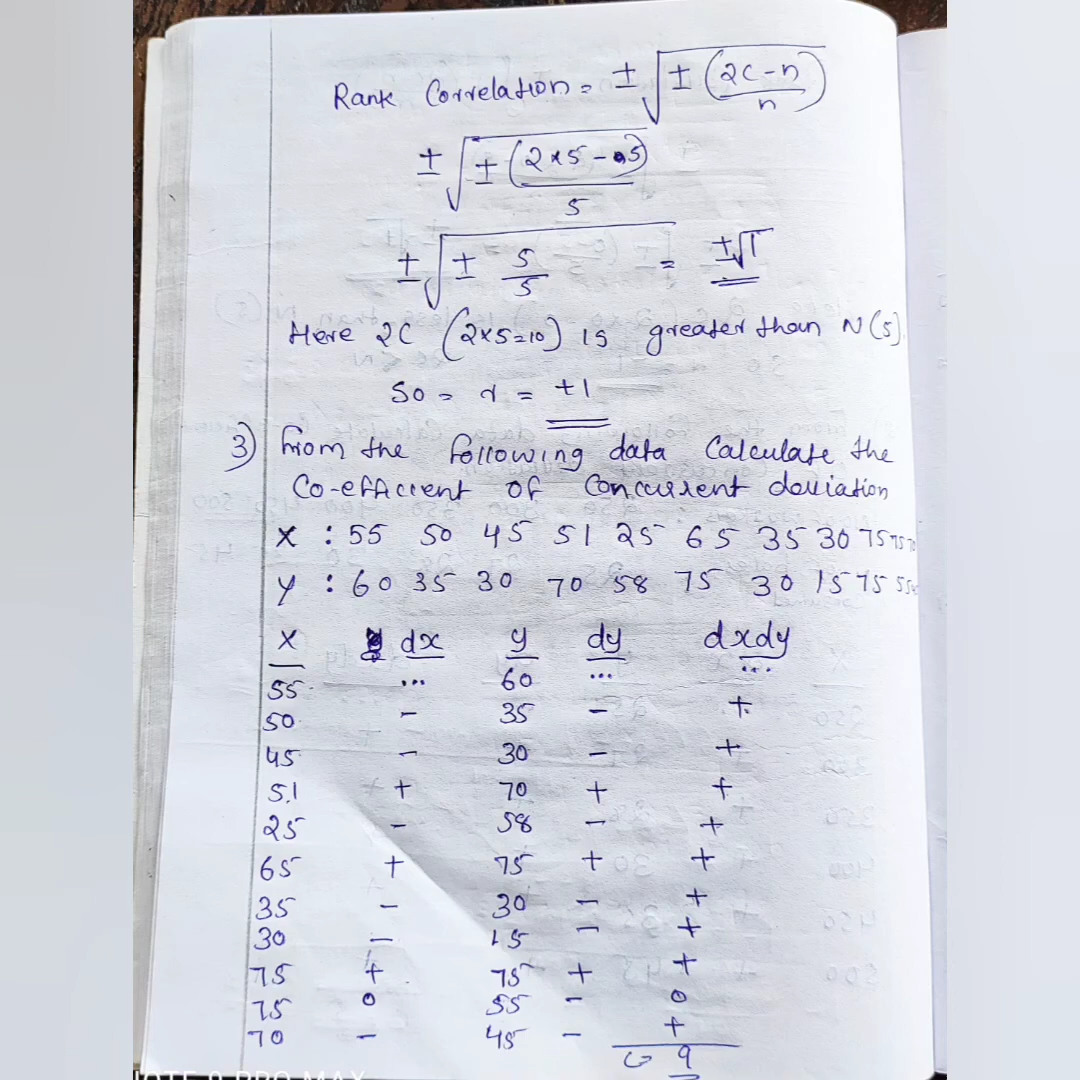 Rank Correlation = ±√±(2C-n)/n
±√±(2×5-5)/5
±√± 5/5 = ±√1
Here 2C (2×5=10) is greater than N(5).
So = r = +1
3) From the following data Calculate the
Co-efficient of Concurrent deviation
X : 55 50 45 51 25 65 35 30 75 75 70
Y : 60 35 30 70 58 75 30 15 75 55
X dx y dy dxdy
55 ... 60 ... ...
50 - 35 - +
45 - 30 - +
51 + 70 + +
25 - 58 - +
65 + 75 + +
35 - 30 - +
30 - 15 - +
75 + 75 + +
75 0 55 - 0
70 - 45 - +
9